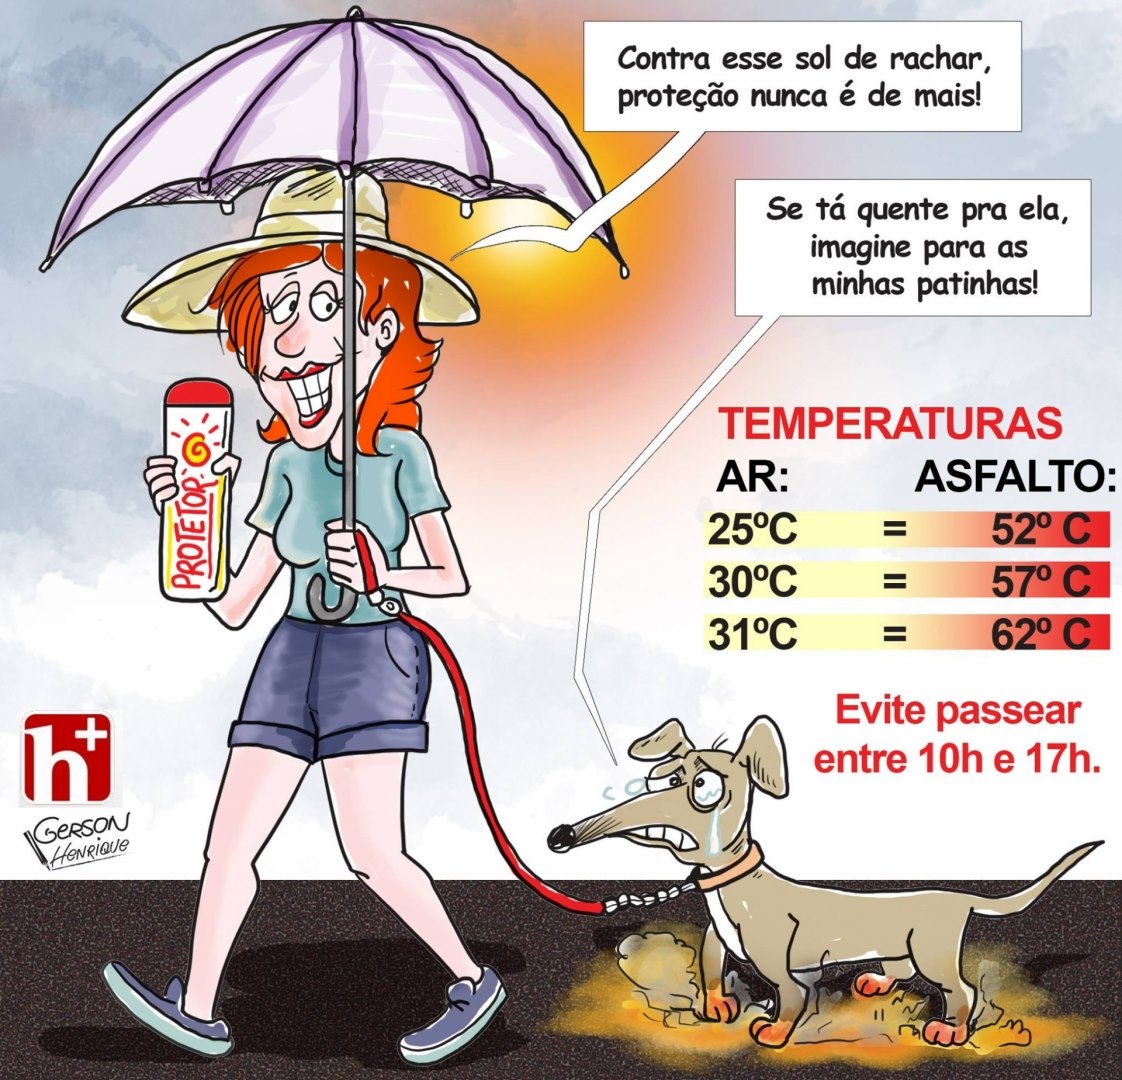 Contra esse sol de rachar,
proteção nunca é de mais!
Se tá quente pra ela,
imagine para as
minhas patinhas!
PROTETOR
TEMPERATURAS
AR: ASFALTO:
25ºC = 52º C
30ºC = 57º C
31ºC = 62º C
Evite passear
entre 10h e 17h.
h+
GERSON
HENRIQUE